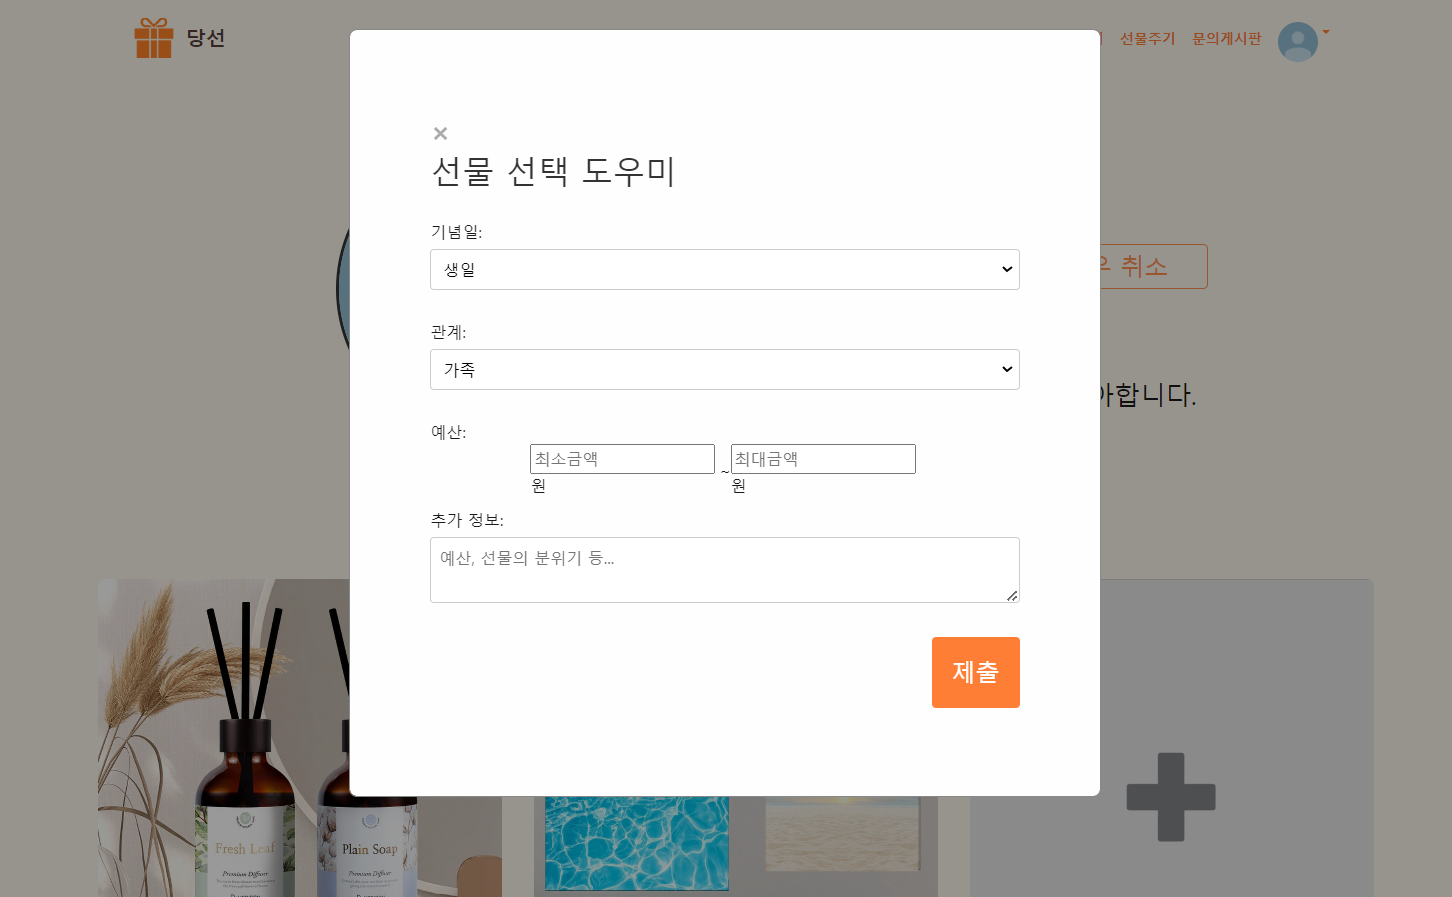 당선
선물주기 문의게시판
×
선물 선택 도우미
기념일:
생일
취소
관계:
가족
합니다.
예산:
최소금액 ~ 최대금액
원 원
추가 정보:
예산, 선물의 분위기 등...
제출
Fresh Leaf
Premium Diffuser
Plain Soap
Premium Diffuser